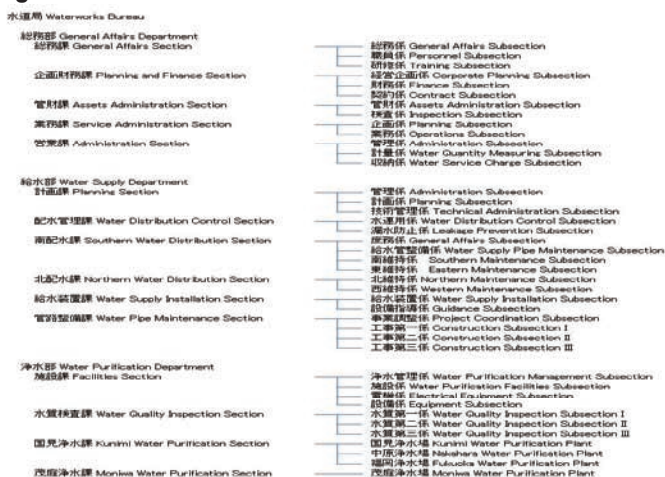 水道局 Waterworks Bureau
総務部 General Affairs Department
総務課 General Affairs Section
総務係 General Affairs Subsection
職員係 Personnel Subsection
研修係 Training Subsection
企画財務課 Planning and Finance Section
経営企画係 Corporate Planning Subsection
財務係 Finance Subsection
契約係 Contract Subsection
管財課 Assets Administration Section
管財係 Assets Administration Subsection
検査係 Inspection Subsection
業務課 Service Administration Section
企画係 Planning Subsection
業務係 Operations Subsection
営業課 Administration Section
管理係 Administration Subsection
計量係 Water Quantity Measuring Subsection
収納係 Water Service Charge Subsection
給水部 Water Supply Department
計画課 Planning Section
管理係 Administration Subsection
計画係 Planning Subsection
技術管理係 Technical Administration Subsection
配水管理課 Water Distribution Control Section
水運用係 Water Distribution Control Subsection
漏水防止係 Leakage Prevention Subsection
南配水課 Southern Water Distribution Section
庶務係 General Affairs Subsection
給水管整備係 Water Supply Pipe Maintenance Subsection
南維持係 Southern Maintenance Subsection
東維持係 Eastern Maintenance Subsection
北配水課 Northern Water Distribution Section
北維持係 Northern Maintenance Subsection
西維持係 Western Maintenance Subsection
給水装置課 Water Supply Installation Section
給水装置係 Water Supply Installation Subsection
設備指導係 Guidance Subsection
管路整備課 Water Pipe Maintenance Section
事業調整係 Project Coordination Subsection
工事第一係 Construction Subsection I
工事第二係 Construction Subsection II
工事第三係 Construction Subsection III
浄水部 Water Purification Department
施設課 Facilities Section
浄水管理係 Water Purification Management Subsection
施設係 Water Purification Facilities Subsection
電機係 Electrical Equipment Subsection
設備係 Equipment Subsection
水質検査課 Water Quality Inspection Section
水質第一係 Water Quality Inspection Subsection I
水質第二係 Water Quality Inspection Subsection II
水質第三係 Water Quality Inspection Subsection III
国見浄水課 Kunimi Water Purification Section
国見浄水場 Kunimi Water Purification Plant
中原浄水場 Nakahara Water Purification Plant
福岡浄水場 Fukuoka Water Purification Plant
茂庭浄水課 Moniwa Water Purification Section
茂庭浄水場 Moniwa Water Purification Plant